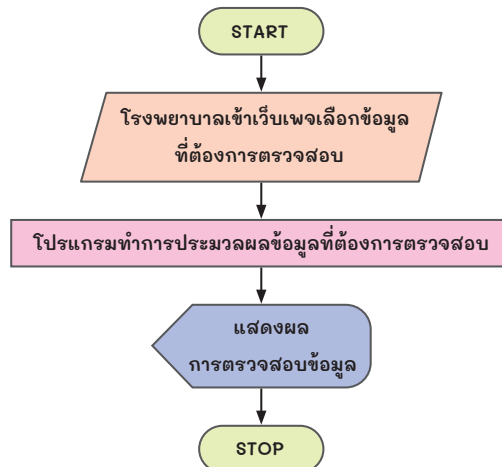 START
โรงพยาบาลเข้าเว็บเพจเลือกข้อมูล
ที่ต้องการตรวจสอบ
โปรแกรมทำการประมวลผลข้อมูลที่ต้องการตรวจสอบ
แสดงผล
การตรวจสอบข้อมูล
STOP